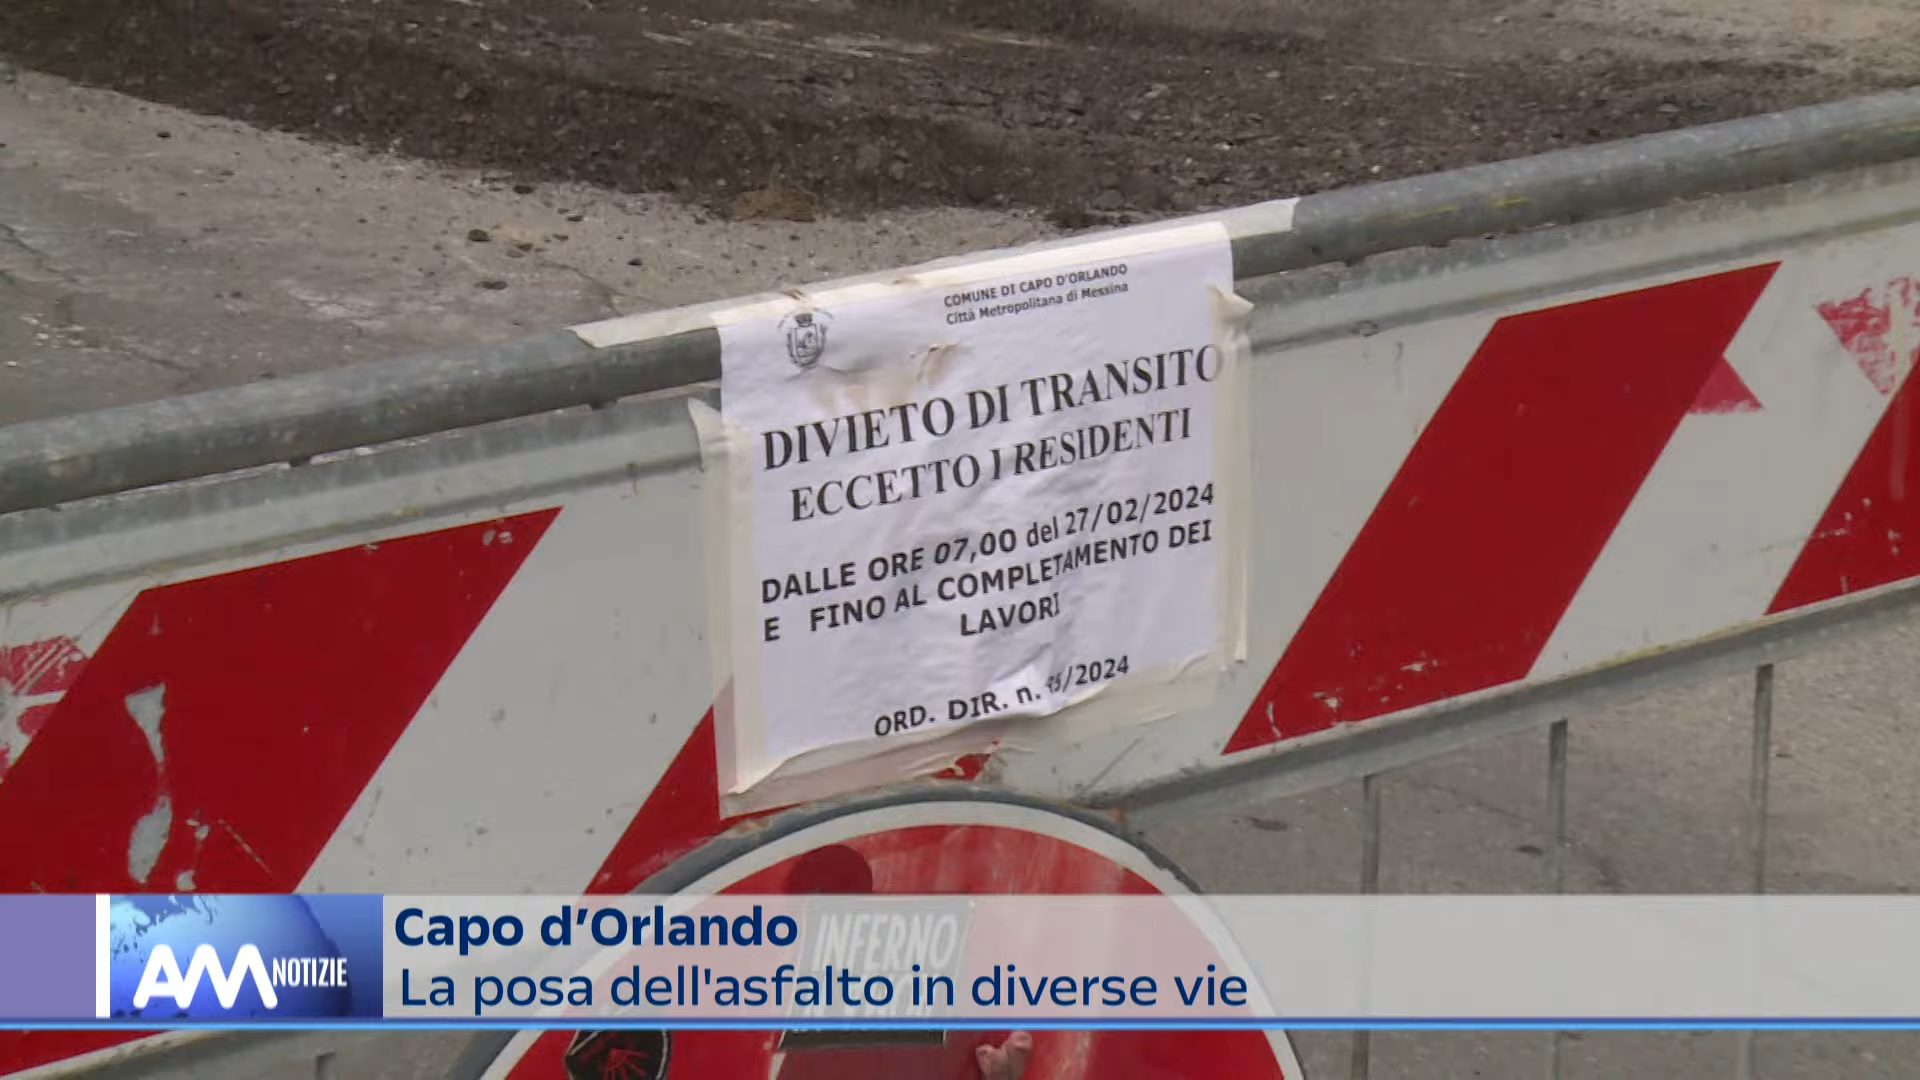 COMUNE DI CAPO D'ORLANDO
Città Metropolitana di Messina
DIVIETO DI TRANSITO
ECCETTO I RESIDENTI
DALLE ORE 07,00 del 27/02/2024
E FINO AL COMPLETAMENTO DEI
LAVORI
ORD. DIR. n. /2024
INFERNO
AM NOTIZIE
Capo d’Orlando
La posa dell'asfalto in diverse vie